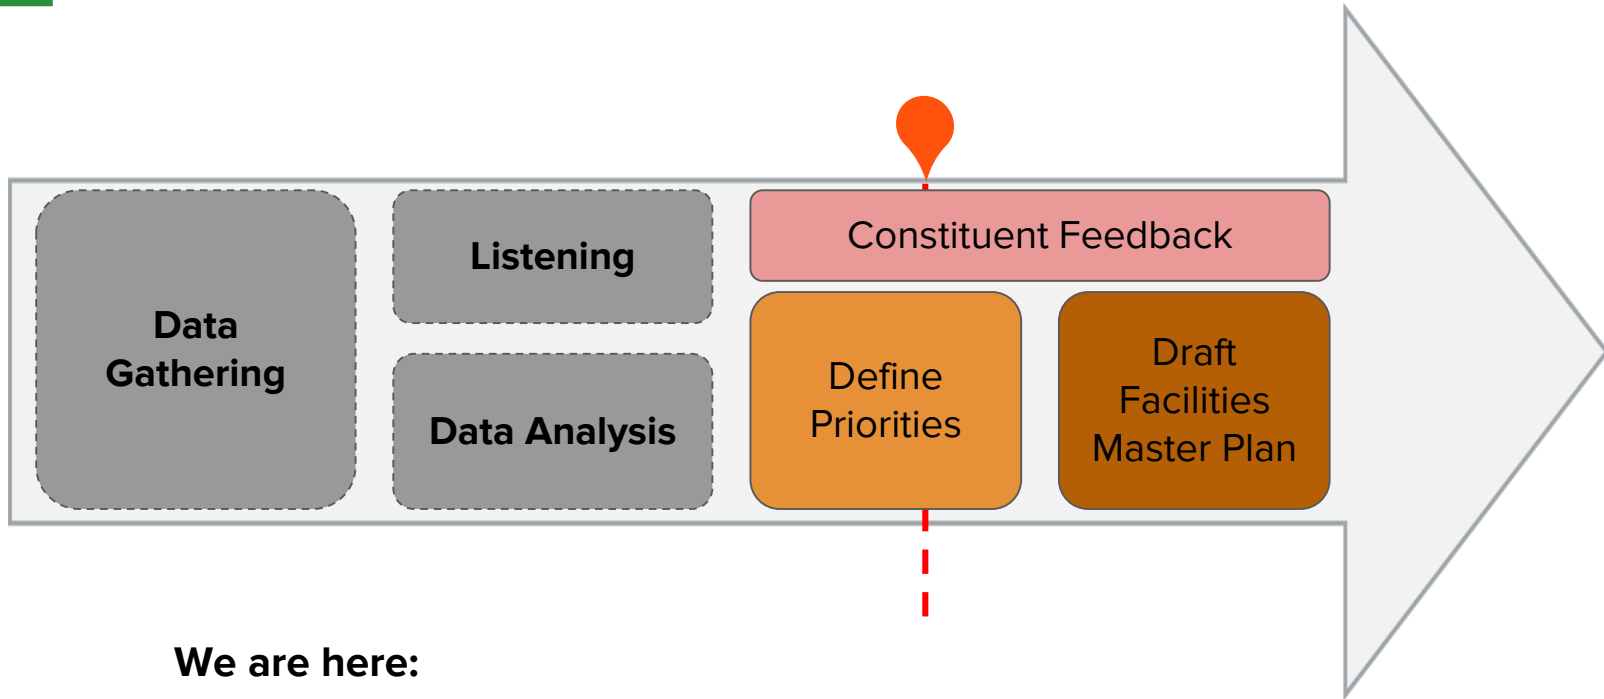 Data
Gathering
Listening
Data Analysis
Constituent Feedback
Define
Priorities
Draft
Facilities
Master Plan
We are here: